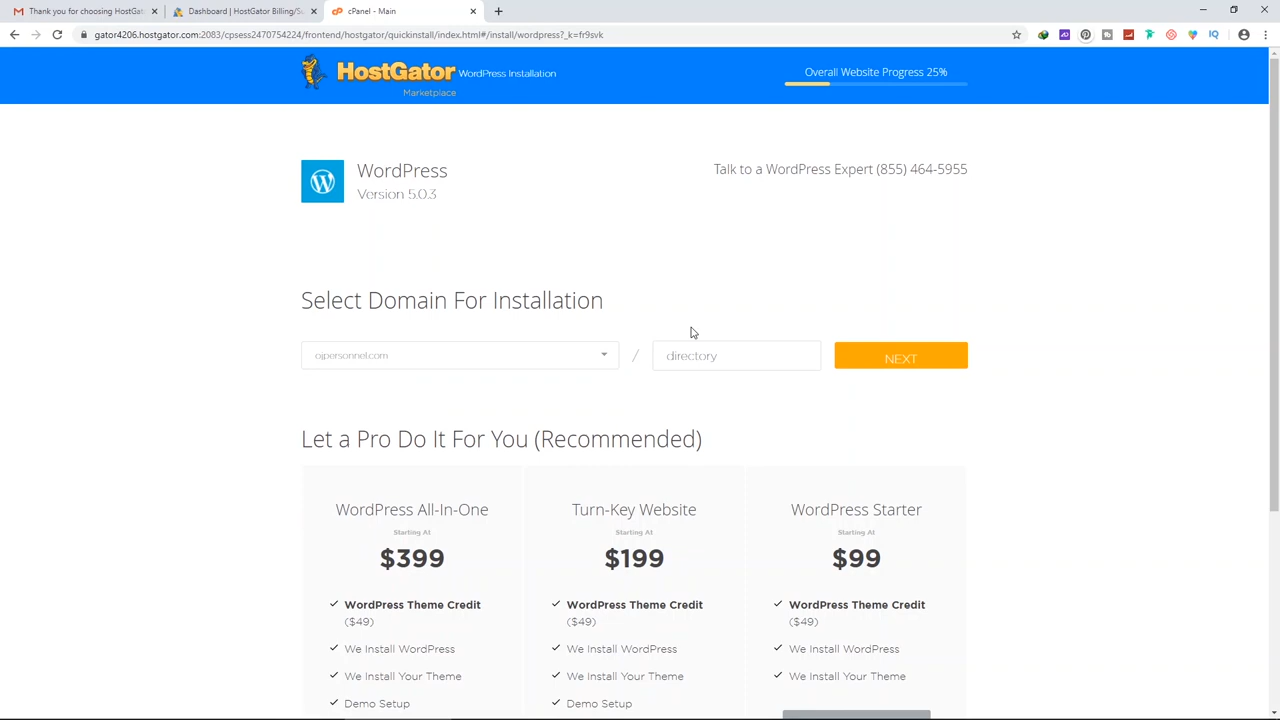 Thank you for choosing HostGat
Dashboard | HostGator Billing/Su
cPanel - Main
gator4206.hostgator.com:2083/cpsess2470754224/frontend/hostgator/quickinstall/index.html#/install/wordpress?_k=fr9svk
HostGator WordPress Installation
Marketplace
Overall Website Progress 25%
WordPress
Version 5.0.3
Talk to a WordPress Expert (855) 464-5955
Select Domain For Installation
ojpersonnel.com / directory NEXT
Let a Pro Do It For You (Recommended)
WordPress All-In-One Turn-Key Website WordPress Starter
Starting At Starting At Starting At
$399 $199 $99
WordPress Theme Credit WordPress Theme Credit WordPress Theme Credit
($49) ($49) ($49)
We Install WordPress We Install WordPress We Install WordPress
We Install Your Theme We Install Your Theme We Install Your Theme
Demo Setup Demo Setup